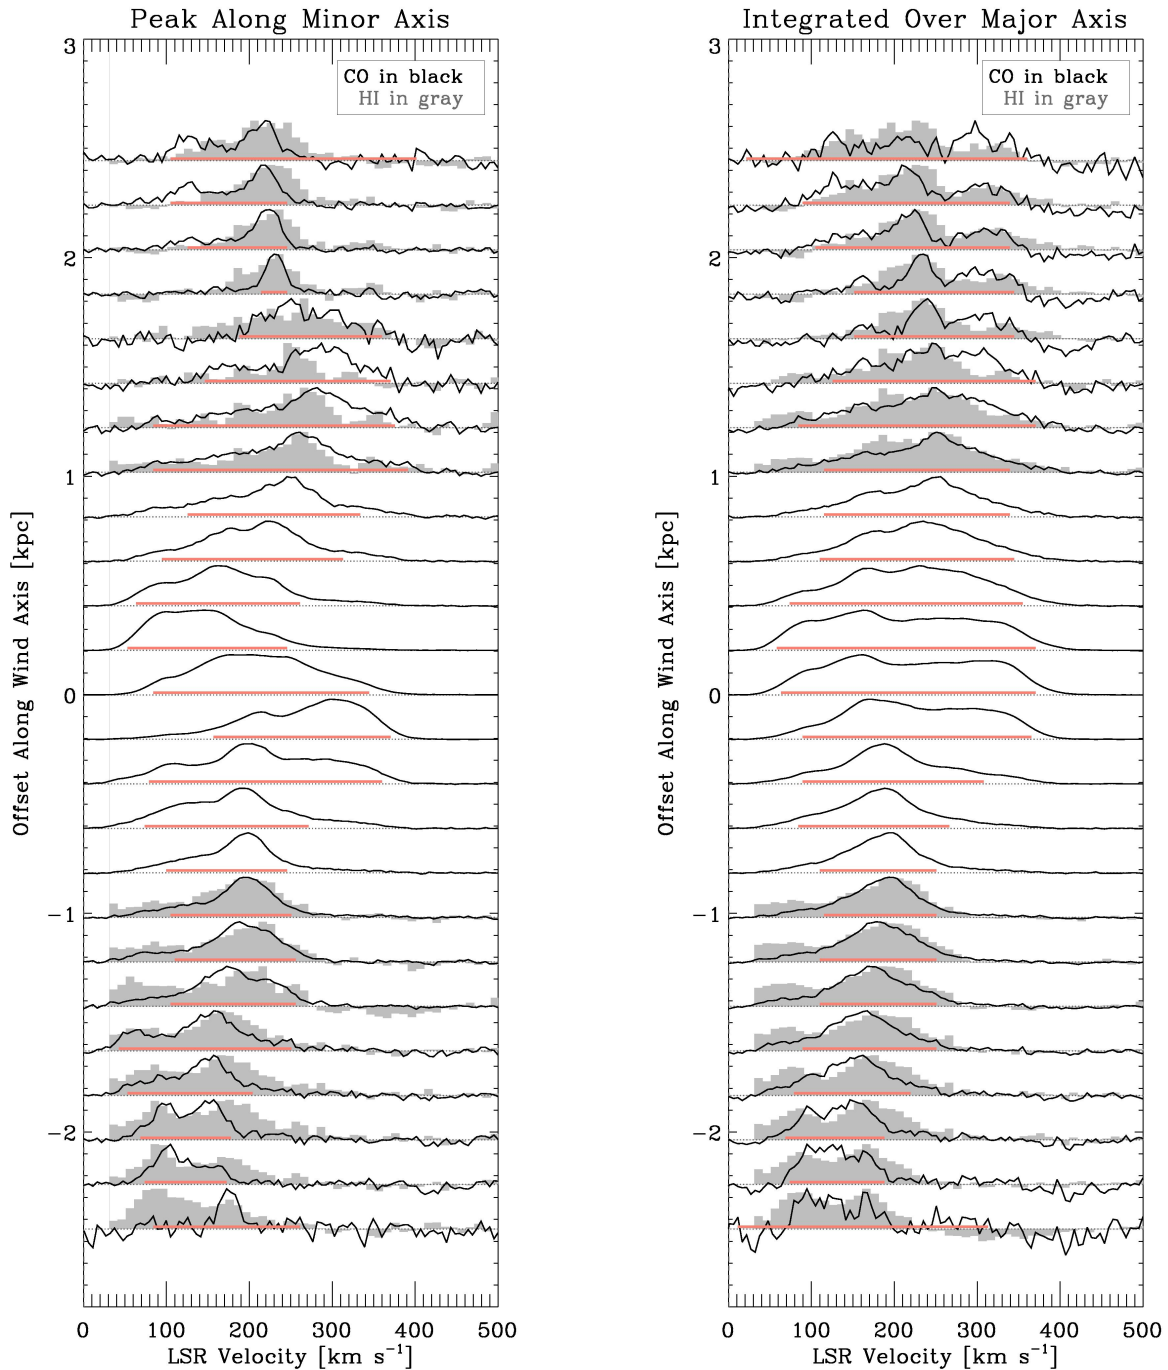 Peak Along Minor Axis
CO in black
HI in gray
3
2
1
0
−1
−2
Offset Along Wind Axis [kpc]
0 100 200 300 400 500
LSR Velocity [km s⁻¹]
Integrated Over Major Axis
CO in black
HI in gray
3
2
1
0
−1
−2
Offset Along Wind Axis [kpc]
0 100 200 300 400 500
LSR Velocity [km s⁻¹]